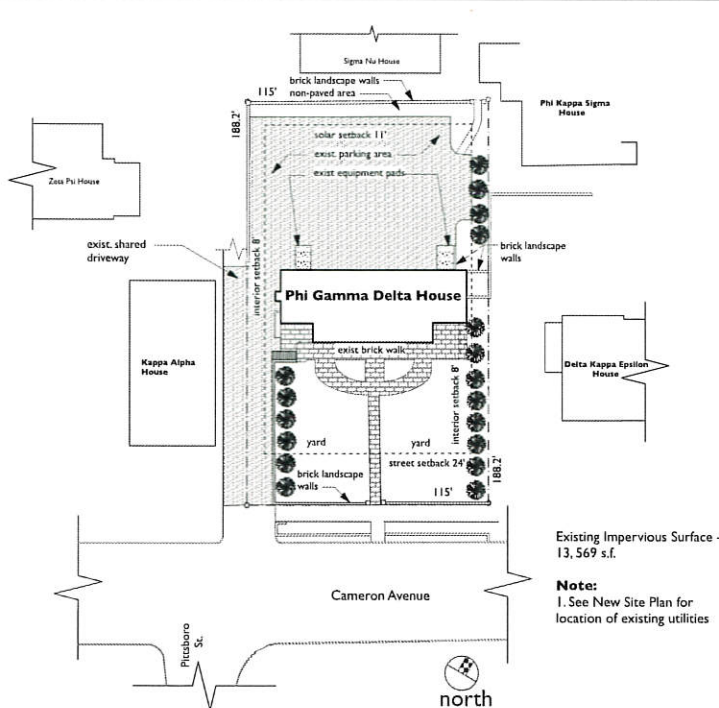 Sigma Nu House
brick landscape walls
non-paved area
115'
188.2'
Phi Kappa Sigma
House
solar setback 11'
exist parking area
exist equipment pads
Zeta Psi House
exist. shared
driveway
interior setback 8'
brick landscape
walls
Phi Gamma Delta House
exist brick walk
Kappa Alpha
House
Delta Kappa Epsilon
House
interior setback 8'
yard
yard
street setback 24'
brick landscape
walls
115'
188.2'
Existing Impervious Surface -
13, 569 s.f.
Cameron Avenue
Note:
1. See New Site Plan for
location of existing utilities
Pittsboro
St.
north